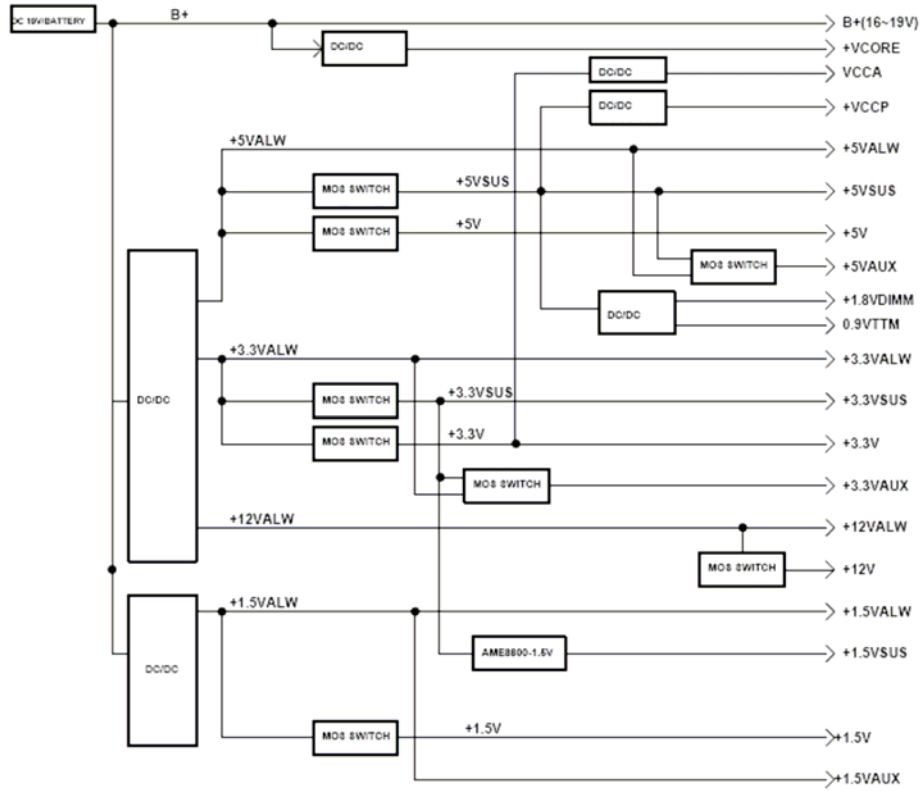 DC 19V/BATTERY
B+
B+(16~19V)
DC/DC
+VCORE
DC/DC
VCCA
DC/DC
+VCCP
+5VALW
+5VALW
MOS SWITCH
+5VSUS
+5VSUS
MOS SWITCH
+5V
+5V
MOS SWITCH
+5VAUX
DC/DC
+1.8VDIMM
0.9VTTM
+3.3VALW
+3.3VALW
DC/DC
MOS SWITCH
+3.3VSUS
+3.3VSUS
MOS SWITCH
+3.3V
+3.3V
MOS SWITCH
+3.3VAUX
+12VALW
+12VALW
MOS SWITCH
+12V
+1.5VALW
+1.5VALW
DC/DC
AME8800-1.5V
+1.5VSUS
MOS SWITCH
+1.5V
+1.5V
+1.5VAUX